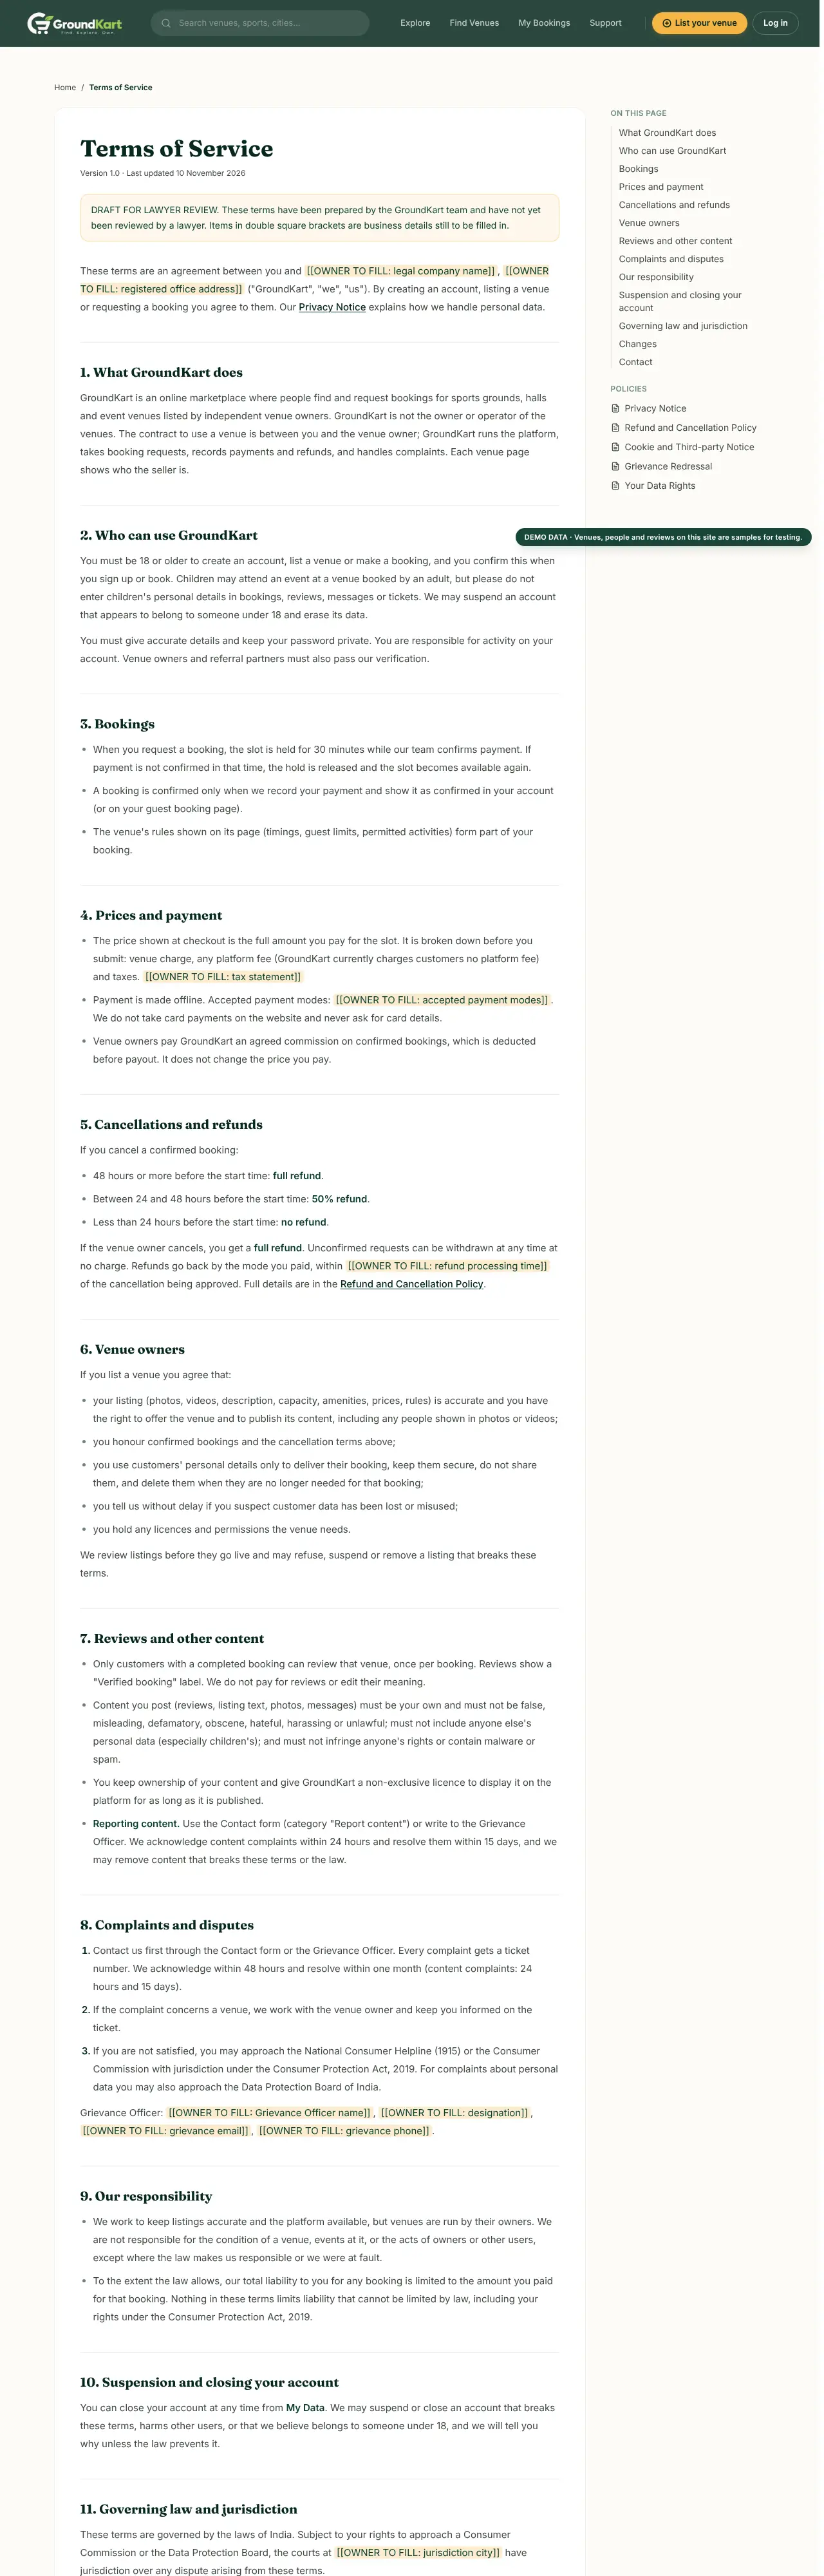 GroundKart
Find . Explore . Own
Search venues, sports, cities...
Explore
Find Venues
My Bookings
Support
List your venue
Log in
Home / Terms of Service
Terms of Service
Version 1.0 · Last updated 10 November 2026
DRAFT FOR LAWYER REVIEW. These terms have been prepared by the GroundKart team and have not yet
been reviewed by a lawyer. Items in double square brackets are business details still to be filled in.
These terms are an agreement between you and [[OWNER TO FILL: legal company name]] , [[OWNER
TO FILL: registered office address]] ("GroundKart", "we", "us"). By creating an account, listing a venue
or requesting a booking you agree to them. Our Privacy Notice explains how we handle personal data.
1. What GroundKart does
GroundKart is an online marketplace where people find and request bookings for sports grounds, halls
and event venues listed by independent venue owners. GroundKart is not the owner or operator of the
venues. The contract to use a venue is between you and the venue owner; GroundKart runs the platform,
takes booking requests, records payments and refunds, and handles complaints. Each venue page
shows who the seller is.
2. Who can use GroundKart
You must be 18 or older to create an account, list a venue or make a booking, and you confirm this when
you sign up or book. Children may attend an event at a venue booked by an adult, but please do not
enter children's personal details in bookings, reviews, messages or tickets. We may suspend an account
that appears to belong to someone under 18 and erase its data.
You must give accurate details and keep your password private. You are responsible for activity on your
account. Venue owners and referral partners must also pass our verification.
3. Bookings
• When you request a booking, the slot is held for 30 minutes while our team confirms payment. If
payment is not confirmed in that time, the hold is released and the slot becomes available again.
• A booking is confirmed only when we record your payment and show it as confirmed in your account
(or on your guest booking page).
• The venue's rules shown on its page (timings, guest limits, permitted activities) form part of your
booking.
4. Prices and payment
• The price shown at checkout is the full amount you pay for the slot. It is broken down before you
submit: venue charge, any platform fee (GroundKart currently charges customers no platform fee)
and taxes. [[OWNER TO FILL: tax statement]]
• Payment is made offline. Accepted payment modes: [[OWNER TO FILL: accepted payment modes]] .
We do not take card payments on the website and never ask for card details.
• Venue owners pay GroundKart an agreed commission on confirmed bookings, which is deducted
before payout. It does not change the price you pay.
5. Cancellations and refunds
If you cancel a confirmed booking:
• 48 hours or more before the start time: full refund.
• Between 24 and 48 hours before the start time: 50% refund.
• Less than 24 hours before the start time: no refund.
If the venue owner cancels, you get a full refund. Unconfirmed requests can be withdrawn at any time at
no charge. Refunds go back by the mode you paid, within [[OWNER TO FILL: refund processing time]]
of the cancellation being approved. Full details are in the Refund and Cancellation Policy.
6. Venue owners
If you list a venue you agree that:
• your listing (photos, videos, description, capacity, amenities, prices, rules) is accurate and you have
the right to offer the venue and to publish its content, including any people shown in photos or videos;
• you honour confirmed bookings and the cancellation terms above;
• you use customers' personal details only to deliver their booking, keep them secure, do not share
them, and delete them when they are no longer needed for that booking;
• you tell us without delay if you suspect customer data has been lost or misused;
• you hold any licences and permissions the venue needs.
We review listings before they go live and may refuse, suspend or remove a listing that breaks these
terms.
7. Reviews and other content
• Only customers with a completed booking can review that venue, once per booking. Reviews show a
"Verified booking" label. We do not pay for reviews or edit their meaning.
• Content you post (reviews, listing text, photos, messages) must be your own and must not be false,
misleading, defamatory, obscene, hateful, harassing or unlawful; must not include anyone else's
personal data (especially children's); and must not infringe anyone's rights or contain malware or
spam.
• You keep ownership of your content and give GroundKart a non-exclusive licence to display it on the
platform for as long as it is published.
• Reporting content. Use the Contact form (category "Report content") or write to the Grievance
Officer. We acknowledge content complaints within 24 hours and resolve them within 15 days, and we
may remove content that breaks these terms or the law.
8. Complaints and disputes
1. Contact us first through the Contact form or the Grievance Officer. Every complaint gets a ticket
number. We acknowledge within 48 hours and resolve within one month (content complaints: 24
hours and 15 days).
2. If the complaint concerns a venue, we work with the venue owner and keep you informed on the
ticket.
3. If you are not satisfied, you may approach the National Consumer Helpline (1915) or the Consumer
Commission with jurisdiction under the Consumer Protection Act, 2019. For complaints about personal
data you may also approach the Data Protection Board of India.
Grievance Officer: [[OWNER TO FILL: Grievance Officer name]] , [[OWNER TO FILL: designation]] ,
[[OWNER TO FILL: grievance email]] , [[OWNER TO FILL: grievance phone]] .
9. Our responsibility
• We work to keep listings accurate and the platform available, but venues are run by their owners. We
are not responsible for the condition of a venue, events at it, or the acts of owners or other users,
except where the law makes us responsible or we were at fault.
• To the extent the law allows, our total liability to you for any booking is limited to the amount you paid
for that booking. Nothing in these terms limits liability that cannot be limited by law, including your
rights under the Consumer Protection Act, 2019.
10. Suspension and closing your account
You can close your account at any time from My Data. We may suspend or close an account that breaks
these terms, harms other users, or that we believe belongs to someone under 18, and we will tell you
why unless the law prevents it.
11. Governing law and jurisdiction
These terms are governed by the laws of India. Subject to your rights to approach a Consumer
Commission or the Data Protection Board, the courts at [[OWNER TO FILL: jurisdiction city]] have
jurisdiction over any dispute arising from these terms.
ON THIS PAGE
What GroundKart does
Who can use GroundKart
Bookings
Prices and payment
Cancellations and refunds
Venue owners
Reviews and other content
Complaints and disputes
Our responsibility
Suspension and closing your
account
Governing law and jurisdiction
Changes
Contact
POLICIES
Privacy Notice
Refund and Cancellation Policy
Cookie and Third-party Notice
Grievance Redressal
Your Data Rights
DEMO DATA · Venues, people and reviews on this site are samples for testing.